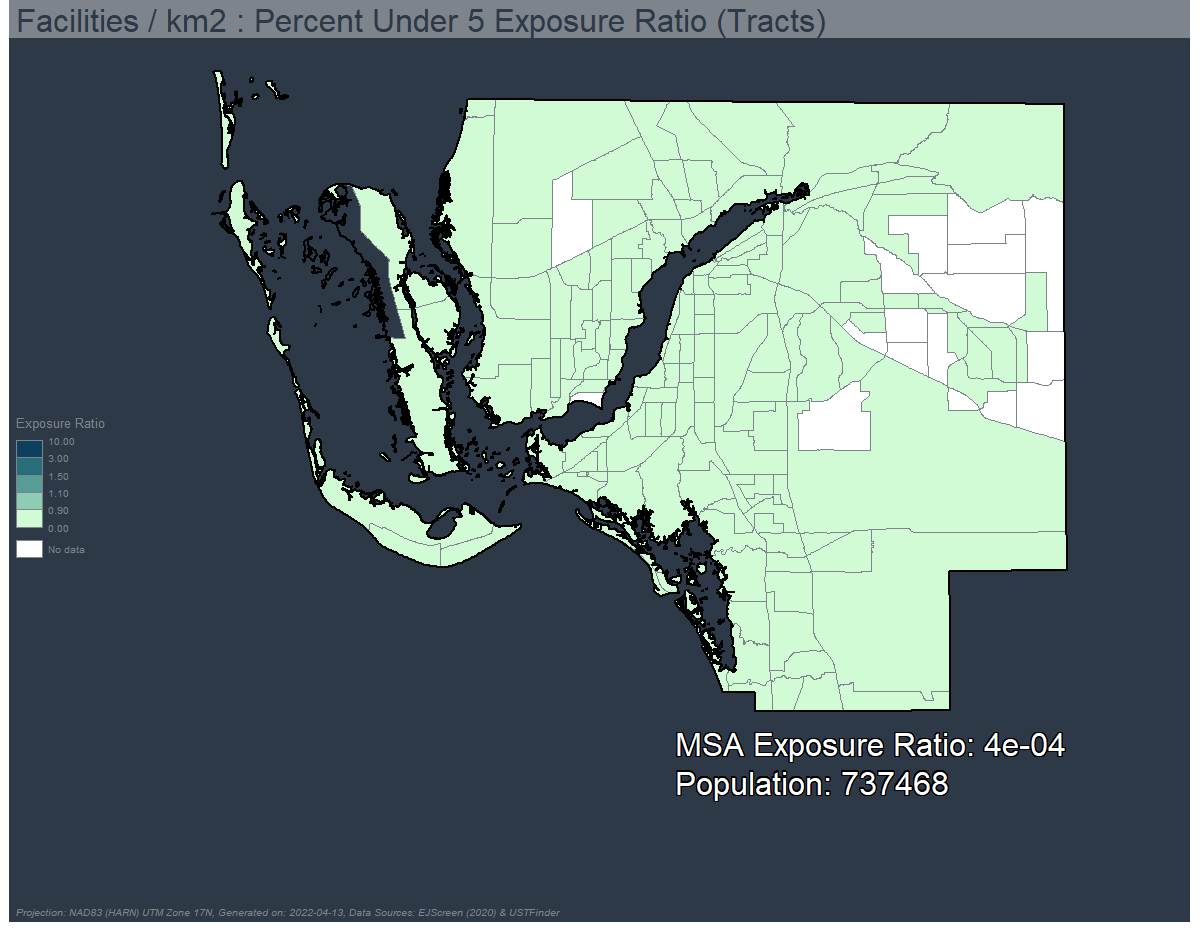 Facilities / km2 : Percent Under 5 Exposure Ratio (Tracts)
Exposure Ratio
10.00
3.00
1.50
1.10
0.90
0.00
No data
MSA Exposure Ratio: 4e-04
Population: 737468
Projection: NAD83 (HARN) UTM Zone 17N, Generated on: 2022-04-13, Data Sources: EJScreen (2020) & USTFinder